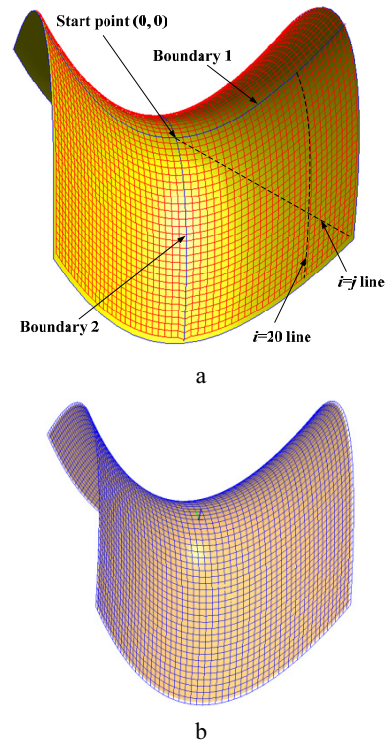 Start point (0, 0)
Boundary 1
Boundary 2
i=j line
i=20 line
a
b